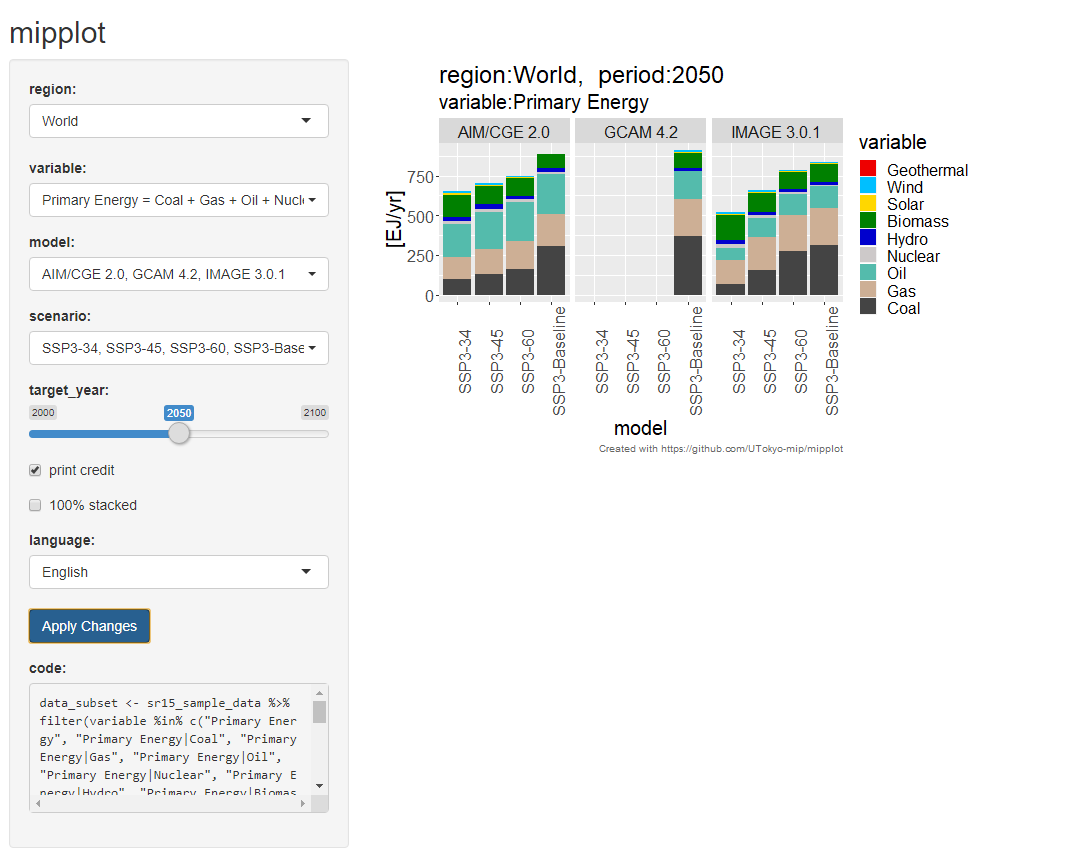 mipplot
region:
World
variable:
Primary Energy = Coal + Gas + Oil + Nucl
model:
AIM/CGE 2.0, GCAM 4.2, IMAGE 3.0.1
scenario:
SSP3-34, SSP3-45, SSP3-60, SSP3-Base
target_year:
2000 2050 2100
print credit
100% stacked
language:
English
Apply Changes
code:
data_subset <- sr15_sample_data %>%
filter(variable %in% c("Primary Ener
gy", "Primary Energy|Coal", "Primary
Energy|Gas", "Primary Energy|Oil",
"Primary Energy|Nuclear", "Primary E
nergy|Hydro", "Primary Energy|Biomas
region:World, period:2050
variable:Primary Energy
AIM/CGE 2.0 GCAM 4.2 IMAGE 3.0.1
[EJ/yr]
750
500
250
0
SSP3-34 SSP3-45 SSP3-60 SSP3-Baseline SSP3-34 SSP3-45 SSP3-60 SSP3-Baseline SSP3-34 SSP3-45 SSP3-60 SSP3-Baseline
model
Created with https://github.com/UTokyo-mip/mipplot
variable
Geothermal
Wind
Solar
Biomass
Hydro
Nuclear
Oil
Gas
Coal